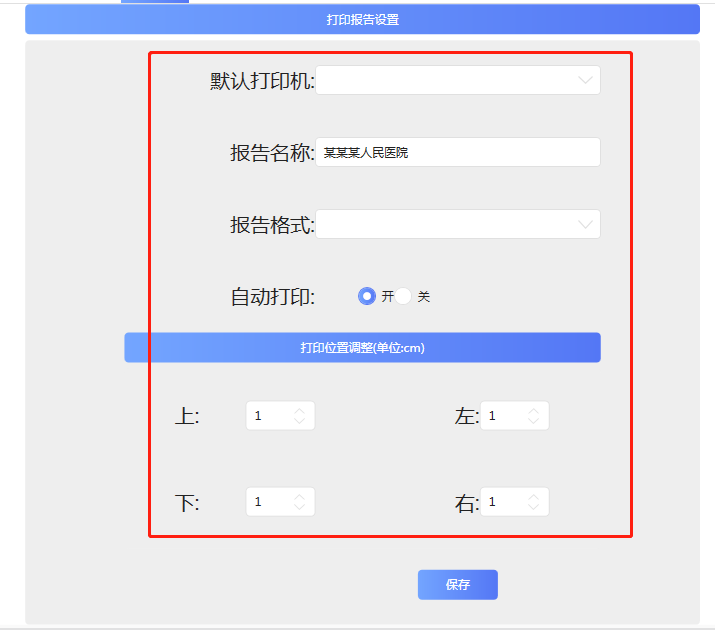 打印报告设置
默认打印机:
报告名称: 某某某人民医院
报告格式:
自动打印: 开 关
打印位置调整(单位:cm)
上: 1 左: 1
下: 1 右: 1
保存